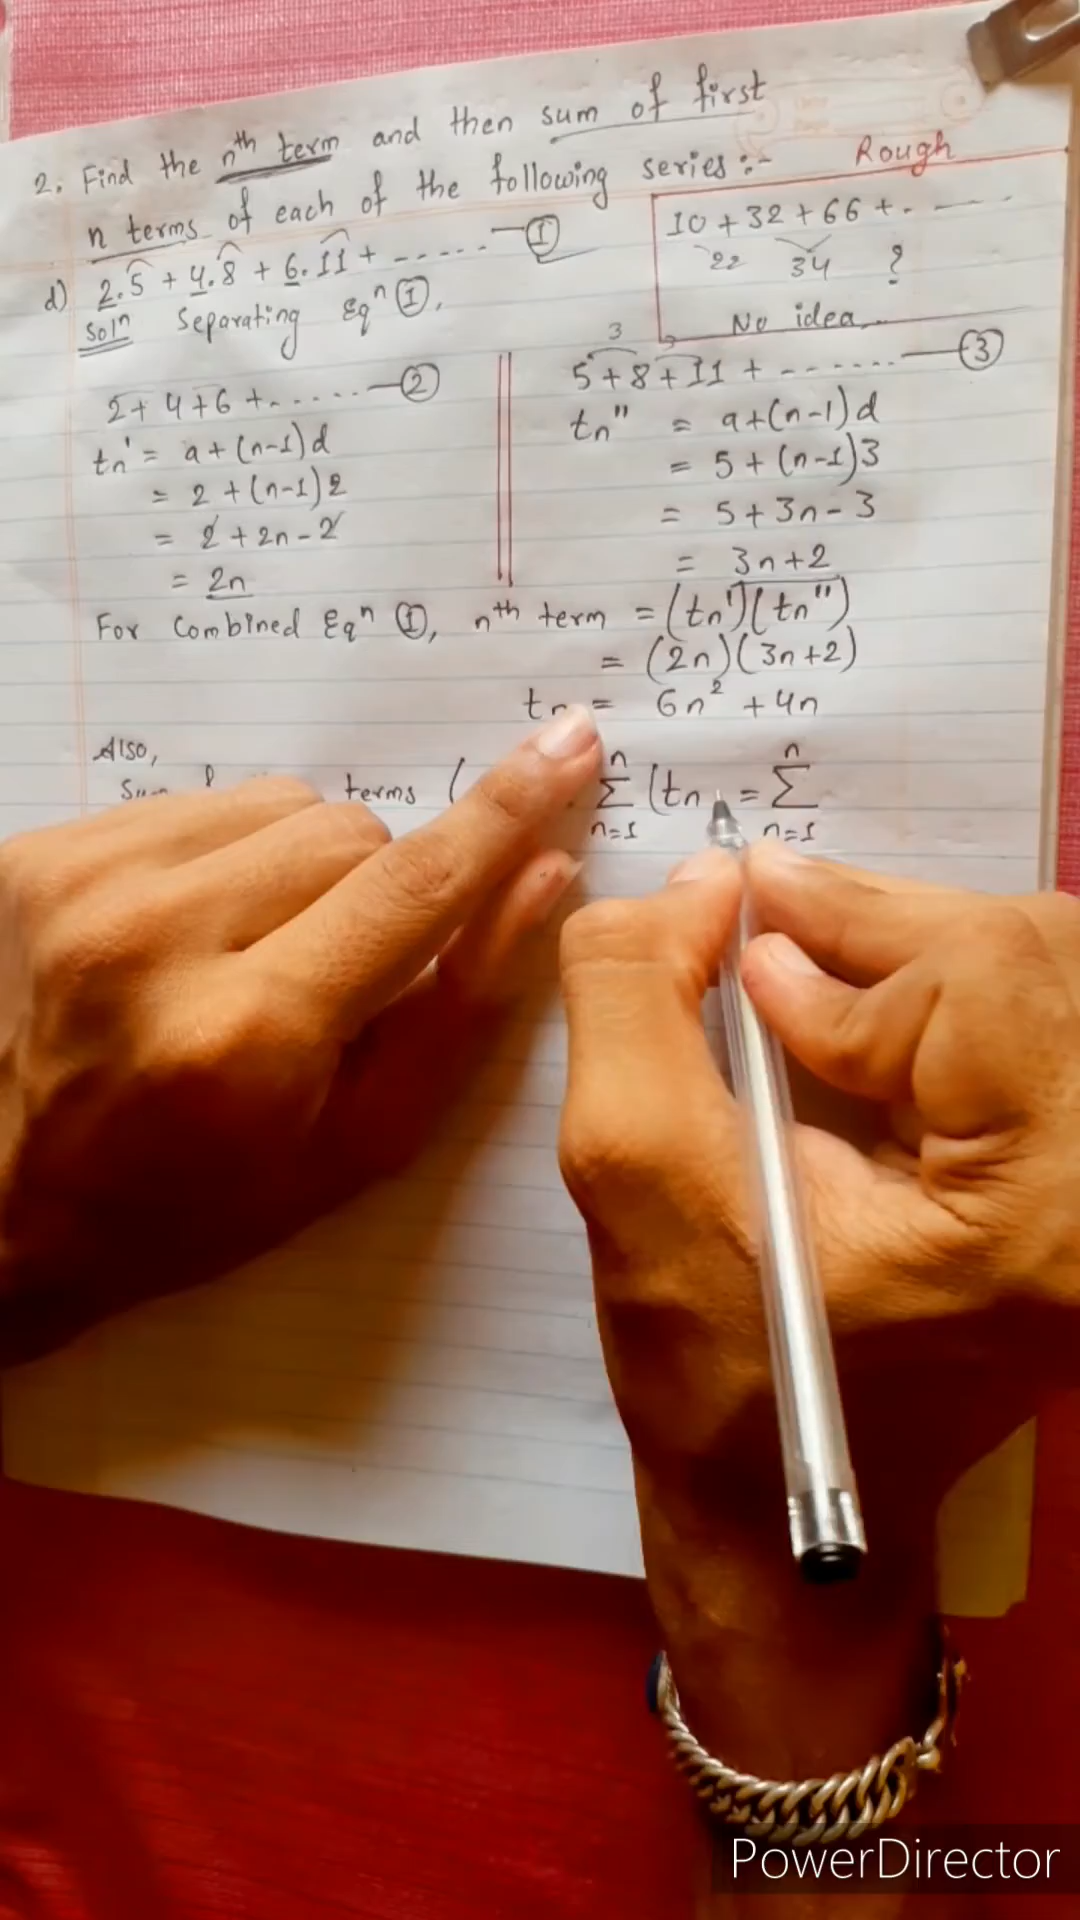 2. Find the nth term and then sum of first
n terms of each of the following series :-
Rough
10 + 32 + 66 + . - - -
22 34 ?
No idea
d) 2.5 + 4.8 + 6.11 + - - . . . . . — ①
Solⁿ Separating Eqⁿ ①,
2 + 4 + 6 + . . . . . . — ②
tn' = a + (n-1) d
= 2 + (n-1) 2
= 2 + 2n - 2
= 2n
3 3
5 + 8 + 11 + - - - . . . . — ③
tn" = a+(n-1) d
= 5 + (n-1)3
= 5 + 3n - 3
= 3n+2
For Combined Eqⁿ ①, nth term = (tn')(tn")
= (2n)(3n+2)
tn = 6n² + 4n
Also,
terms ( Σ (tn = Σ
n n
n=1 n=1
PowerDirector